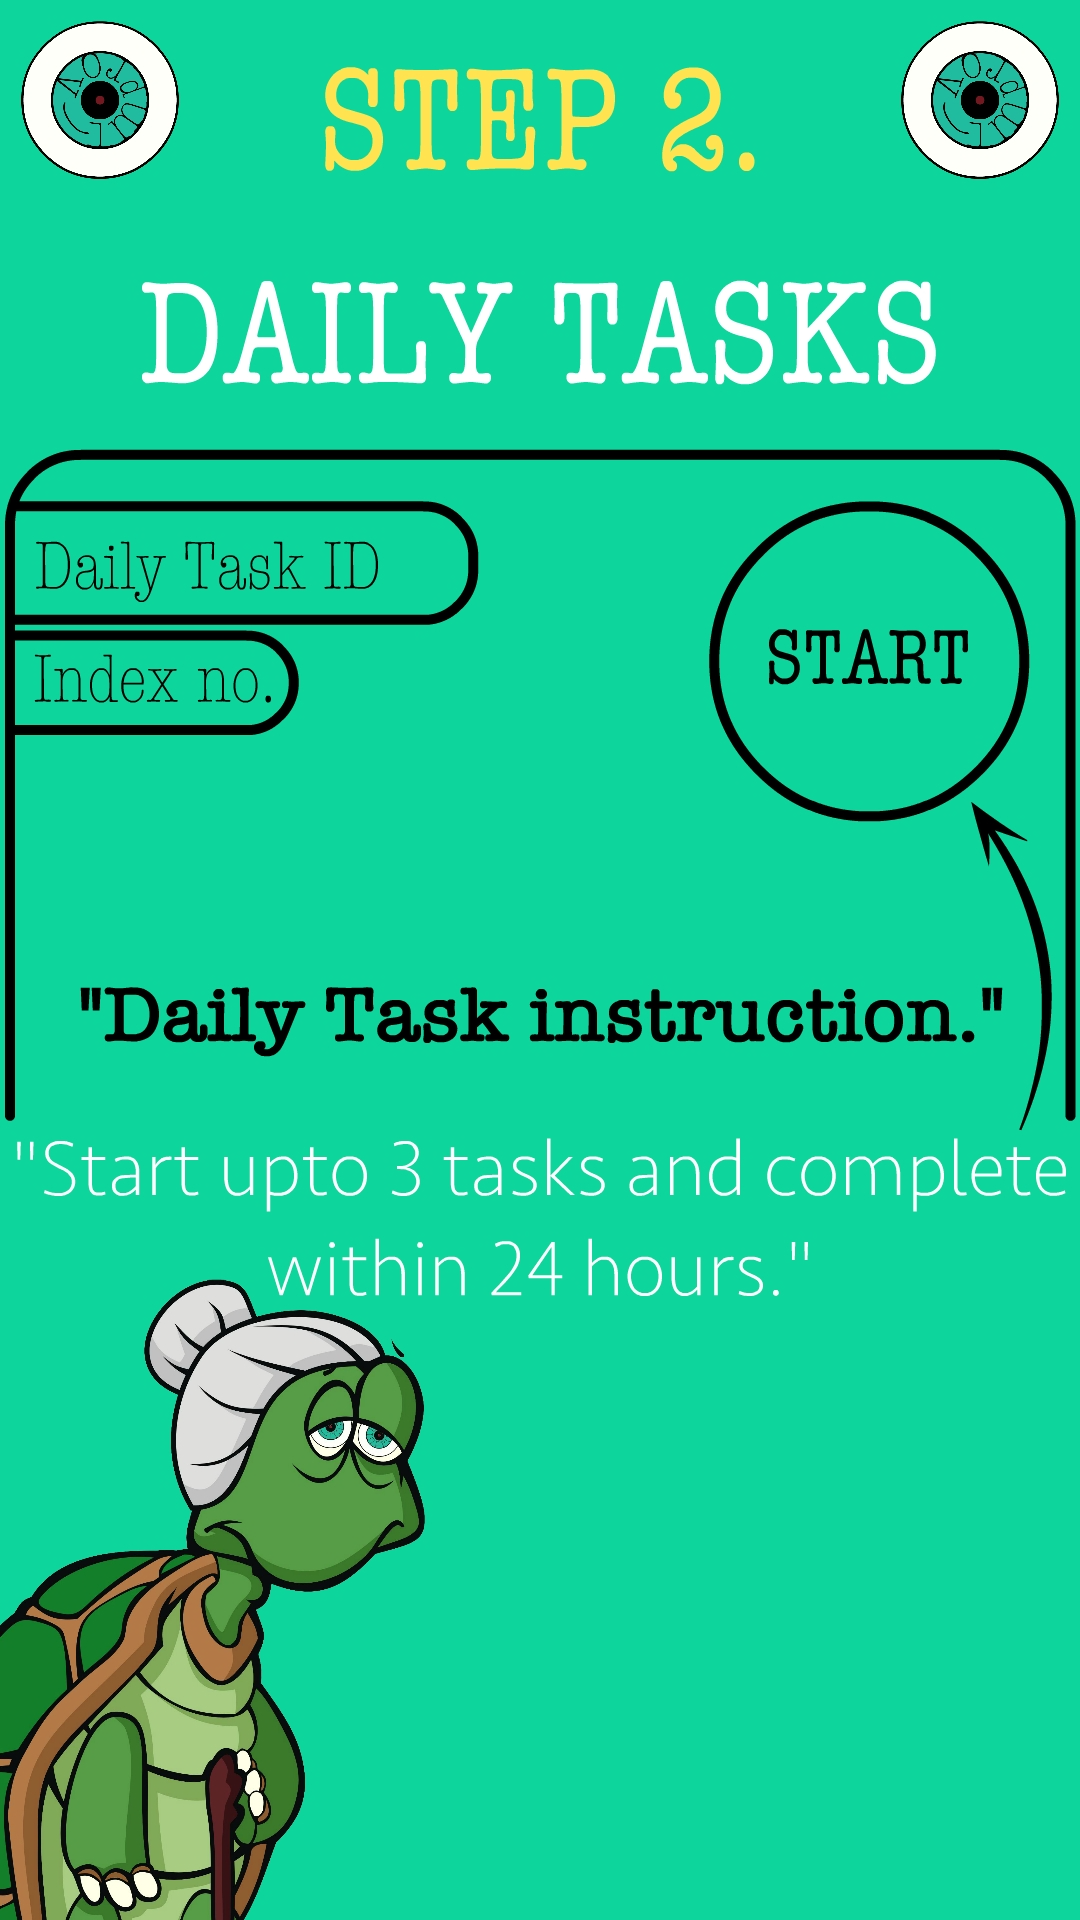 STEP 2.
DAILY TASKS
Daily Task ID
Index no.
START
"Daily Task instruction."
"Start upto 3 tasks and complete
within 24 hours."